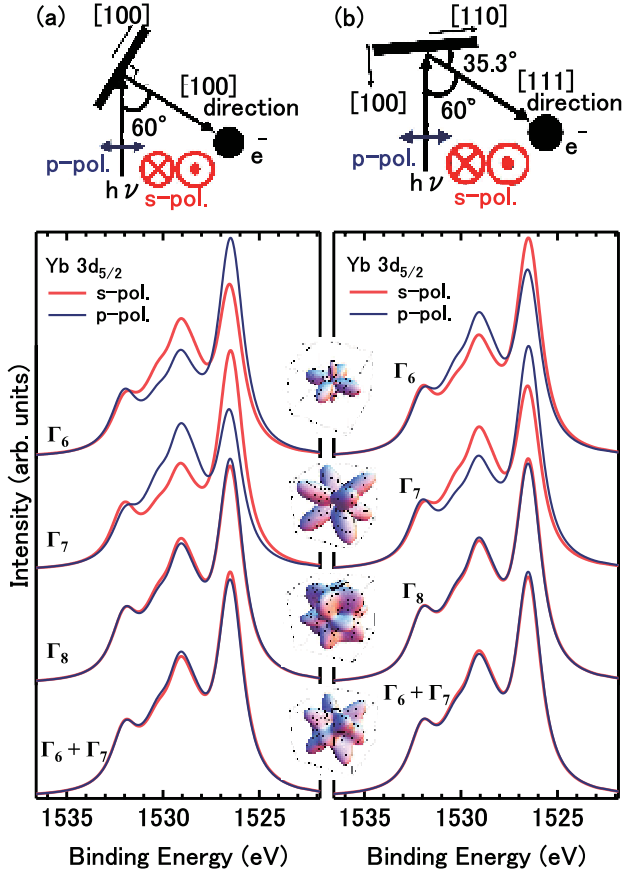 (a)
[100]
[100]
direction
60°
e⁻
p-pol.
hν
s-pol.
(b)
[110]
35.3°
[100]
[111]
direction
60°
e⁻
p-pol.
hν
s-pol.
Yb 3d5/2
s-pol.
p-pol.
Γ6
Γ7
Γ8
Γ6 + Γ7
Yb 3d5/2
s-pol.
p-pol.
Γ6
Γ7
Γ8
Γ6 + Γ7
Intensity (arb. units)
1535 1530 1525
1535 1530 1525
Binding Energy (eV)
Binding Energy (eV)